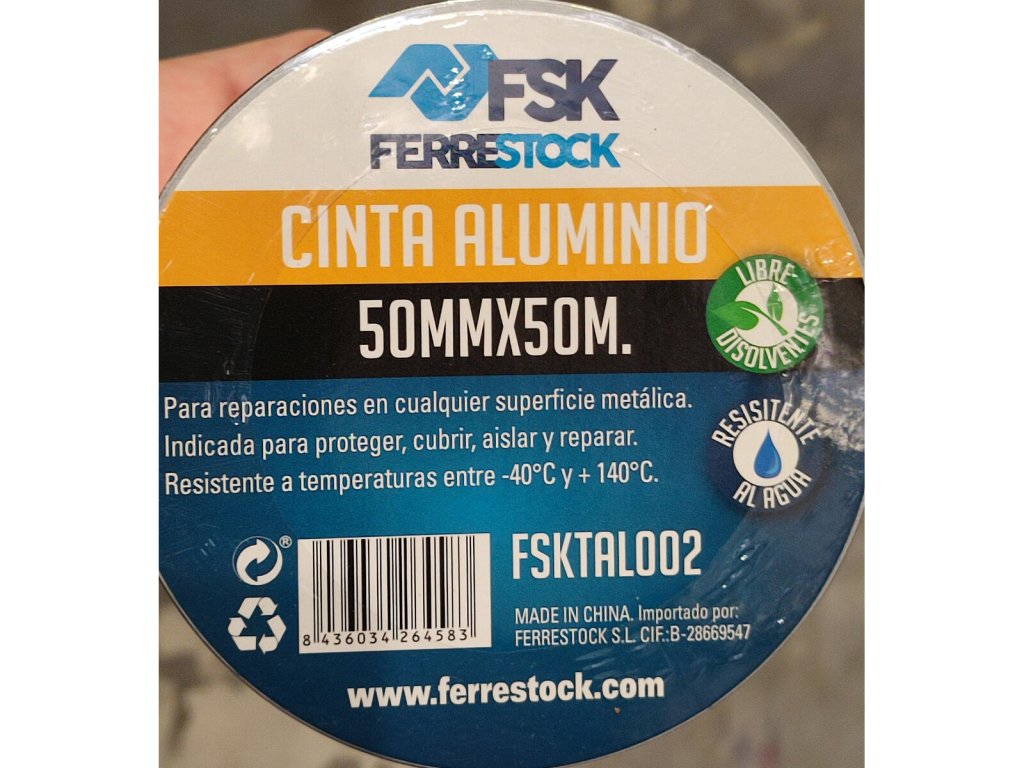 FSK
FERRESTOCK
CINTA ALUMINIO
50MMX50M.
LIBRE
DISOLVENTES
Para reparaciones en cualquier superficie metálica.
Indicada para proteger, cubrir, aislar y reparar.
Resistente a temperaturas entre -40°C y + 140°C.
RESISITENTE
AL AGUA
®
8 436034 264583
FSKTAL002
MADE IN CHINA. Importado por:
FERRESTOCK S.L. CIF.:B-28669547
www.ferrestock.com